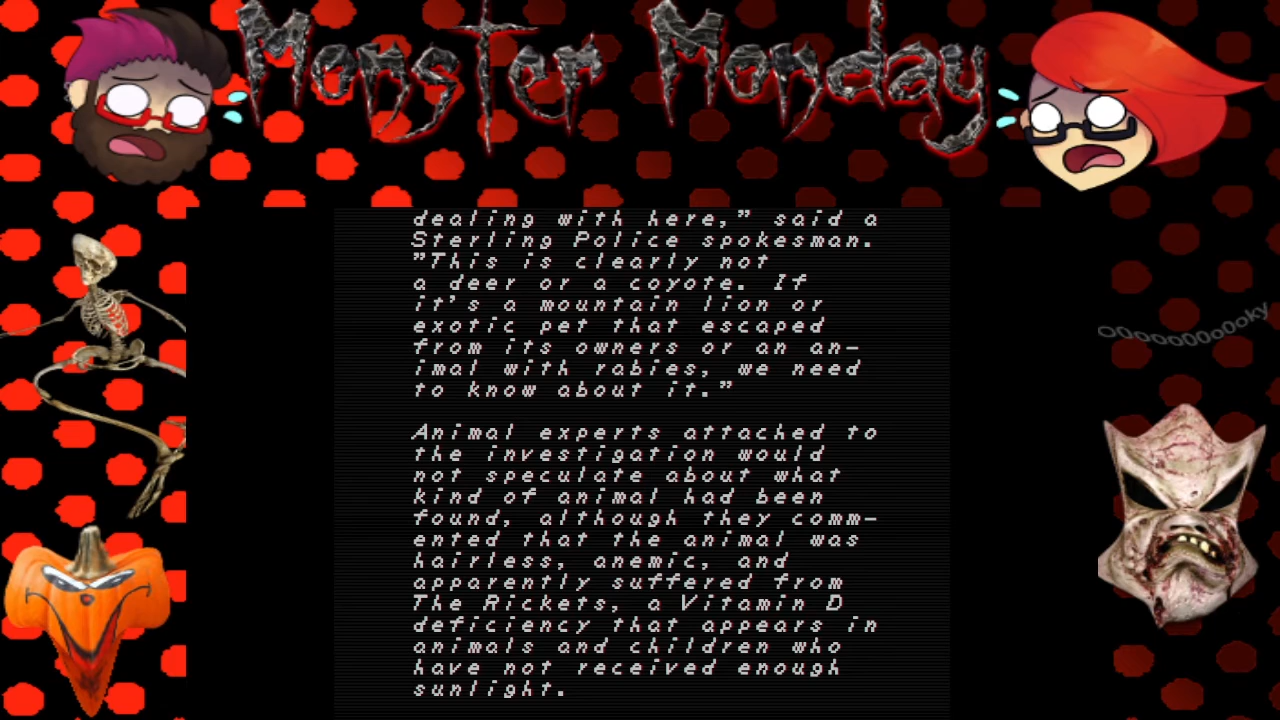 Monster Monday
dealing with here," said a
Sterling Police spokesman.
"This is clearly not
a deer or a coyote. If
it's a mountain lion or
exotic pet that escaped
from its owners or an an-
imal with rabies, we need
to know about it."
OOooooOOoOoky
Animal experts attached to
the investigation would
not speculate about what
kind of animal had been
found, although they comm-
ented that the animal was
hairless, anemic, and
apparently suffered from
The Rickets, a Vitamin D
deficiency that appears in
animals and children who
have not received enough
sunlight.